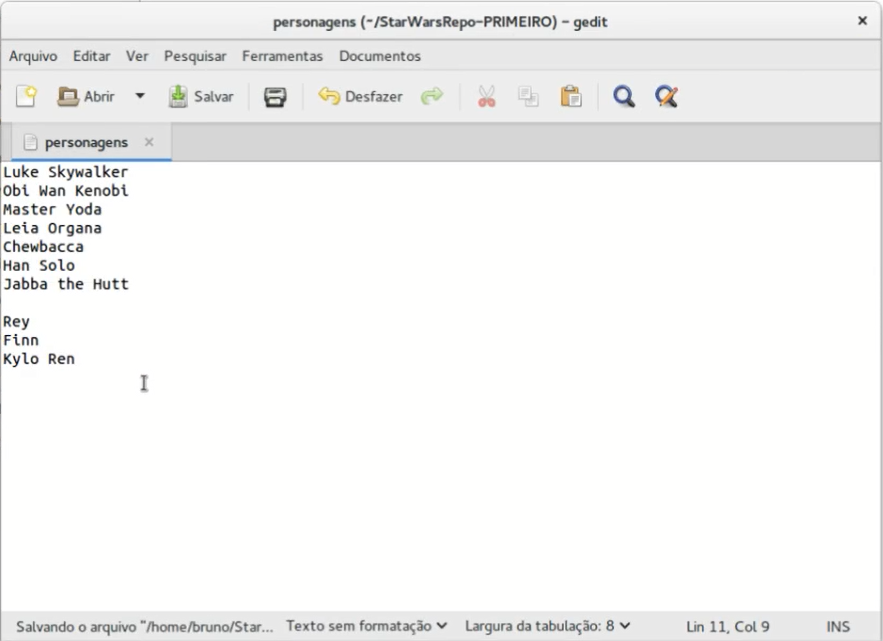 personagens (~/StarWarsRepo-PRIMEIRO) – gedit
Arquivo Editar Ver Pesquisar Ferramentas Documentos
Abrir Salvar Desfazer
personagens
Luke Skywalker
Obi Wan Kenobi
Master Yoda
Leia Organa
Chewbacca
Han Solo
Jabba the Hutt
Rey
Finn
Kylo Ren
Salvando o arquivo "/home/bruno/Star... Texto sem formatação Largura da tabulação: 8 Lin 11, Col 9 INS